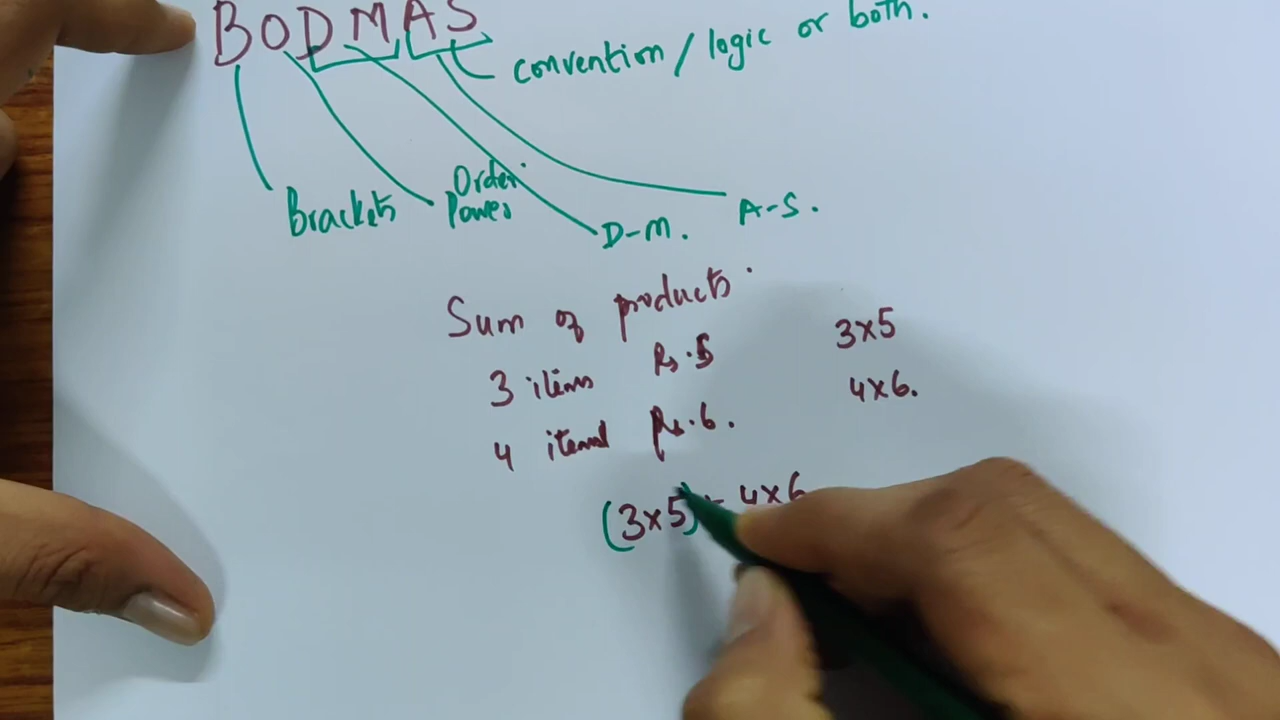 BODMAS
convention / logic or both.
Brackets
Order
Power
D-M.
A-S.
Sum of products
3 items Rs.5 3x5
4 items Rs.6. 4x6.
(3x5)+ 4x6